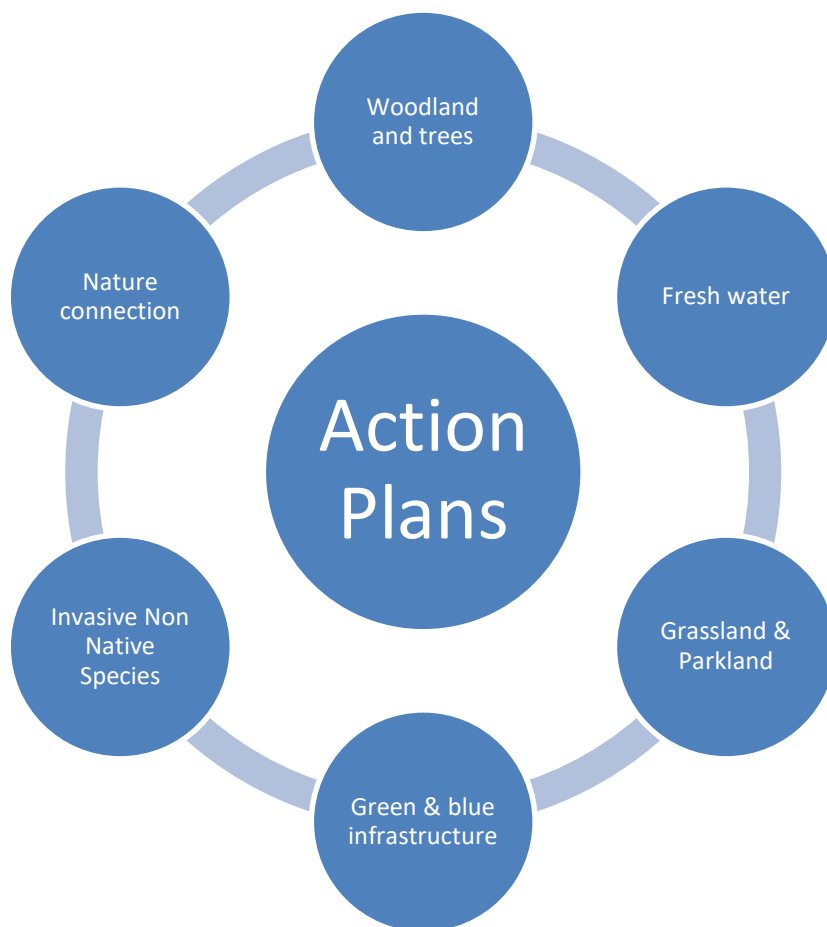 Woodland
and trees
Fresh water
Grassland &
Parkland
Green & blue
infrastructure
Invasive Non
Native
Species
Nature
connection
Action
Plans